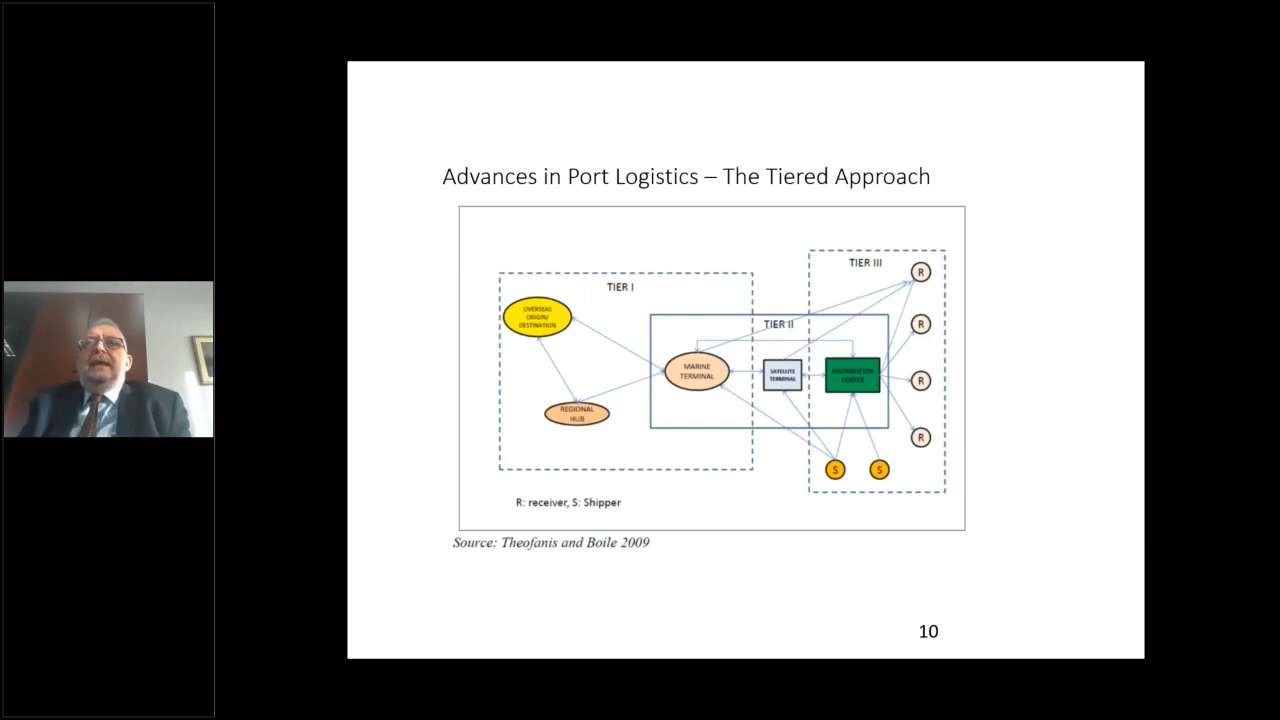 Advances in Port Logistics – The Tiered Approach
TIER III
R
TIER I
OVERSEAS
ORIGIN/
DESTINATION
TIER II
R
MARINE
TERMINAL
SATELLITE
TERMINAL
DISTRIBUTION
CENTER
R
REGIONAL
HUB
R
S
S
R: receiver, S: Shipper
Source: Theofanis and Boile 2009
10